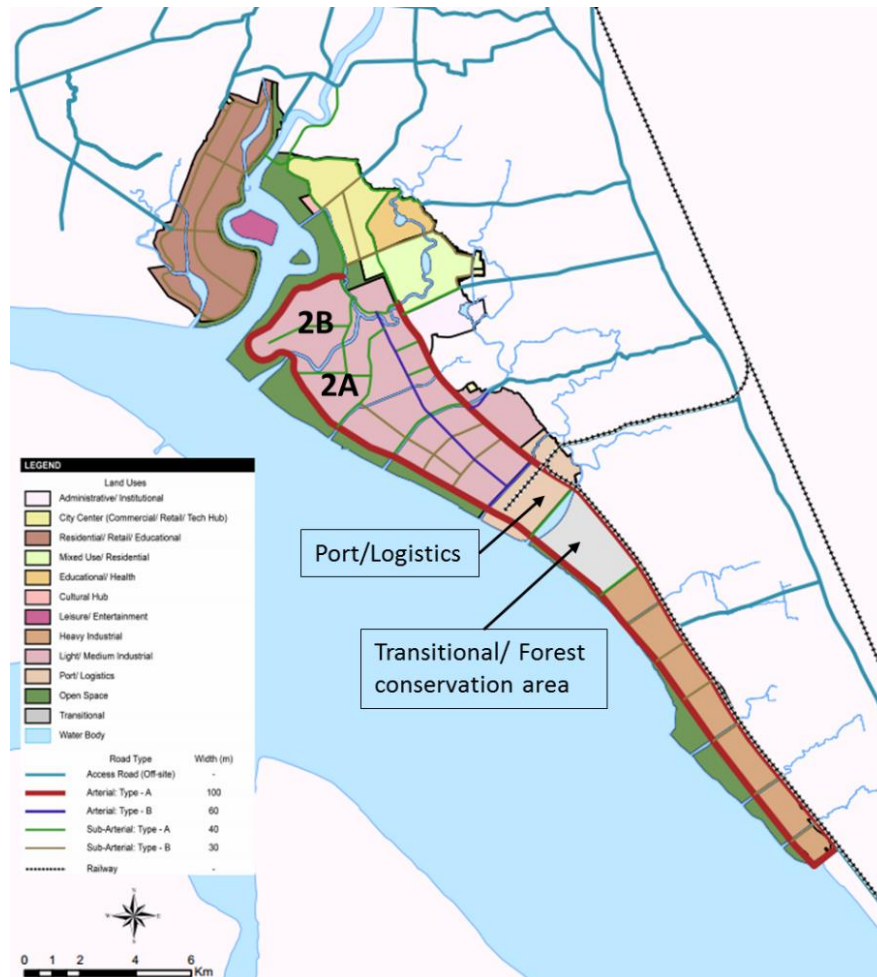 2B
2A
Port/Logistics
Transitional/ Forest
conservation area
LEGEND
Land Uses
Administrative/ Institutional
City Center (Commercial/ Retail/ Tech Hub)
Residential/ Retail/ Educational
Mixed Use/ Residential
Educational/ Health
Cultural Hub
Leisure/ Entertainment
Heavy Industrial
Light/ Medium Industrial
Port/ Logistics
Open Space
Transitional
Water Body
Road Type Width (m)
Access Road (Off-site) -
Arterial: Type - A 100
Arterial: Type - B 60
Sub-Arterial: Type - A 40
Sub-Arterial: Type - B 30
Railway -
N
W E
S
0 1 2 4 6
Km